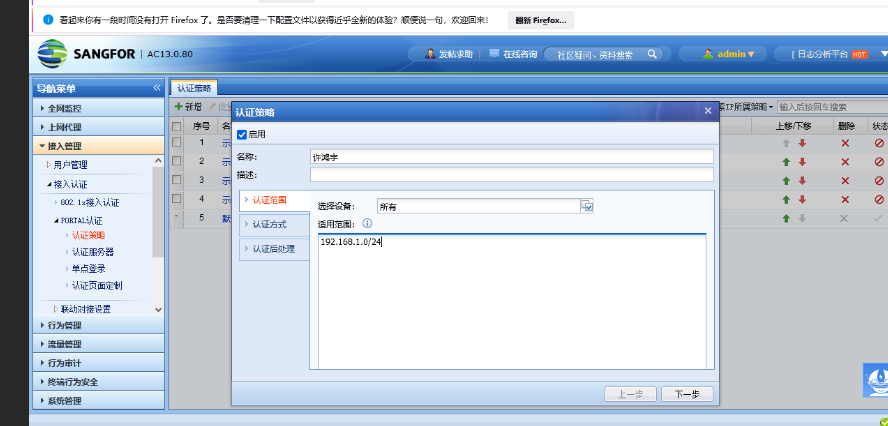 看起来你有一段时间没有打开 Firefox 了。是否要清理一下配置文件以获得近乎全新的体验？顺便说一句，欢迎回来！ 翻新 Firefox...
SANGFOR | AC13.0.80 发帖求助 在线咨询 社区疑问、资料搜索 admin [ 日志分析平台 HOT
导航菜单 认证策略
全网监控
上网代理
接入管理
用户管理
接入认证
802.1x接入认证
PORTAL认证
认证策略
认证服务器
单点登录
认证页面定制
联动对接设置
行为管理
流量管理
行为审计
终端行为安全
系统管理
新增 IP所属策略 输入后按回车搜索
序号 上移/下移 删除 状态
1
2
3
4
5
认证策略
启用
名称: 许鸿宇
描述:
认证范围
认证方式
认证后处理
选择设备: 所有
适用范围:
192.168.1.0/24
上一步 下一步